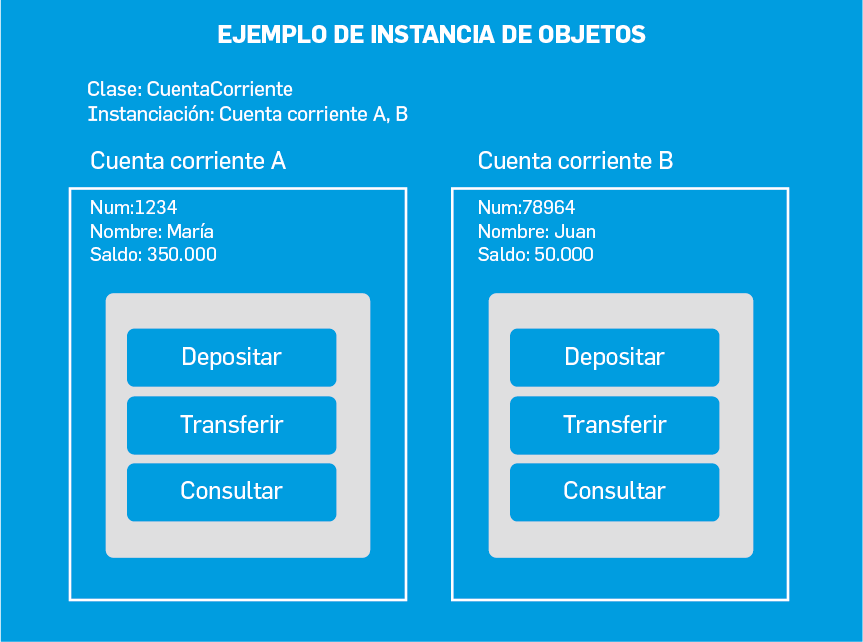 EJEMPLO DE INSTANCIA DE OBJETOS
Clase: CuentaCorriente
Instanciación: Cuenta corriente A, B
Cuenta corriente A
Num:1234
Nombre: María
Saldo: 350.000
Depositar
Transferir
Consultar
Cuenta corriente B
Num:78964
Nombre: Juan
Saldo: 50.000
Depositar
Transferir
Consultar